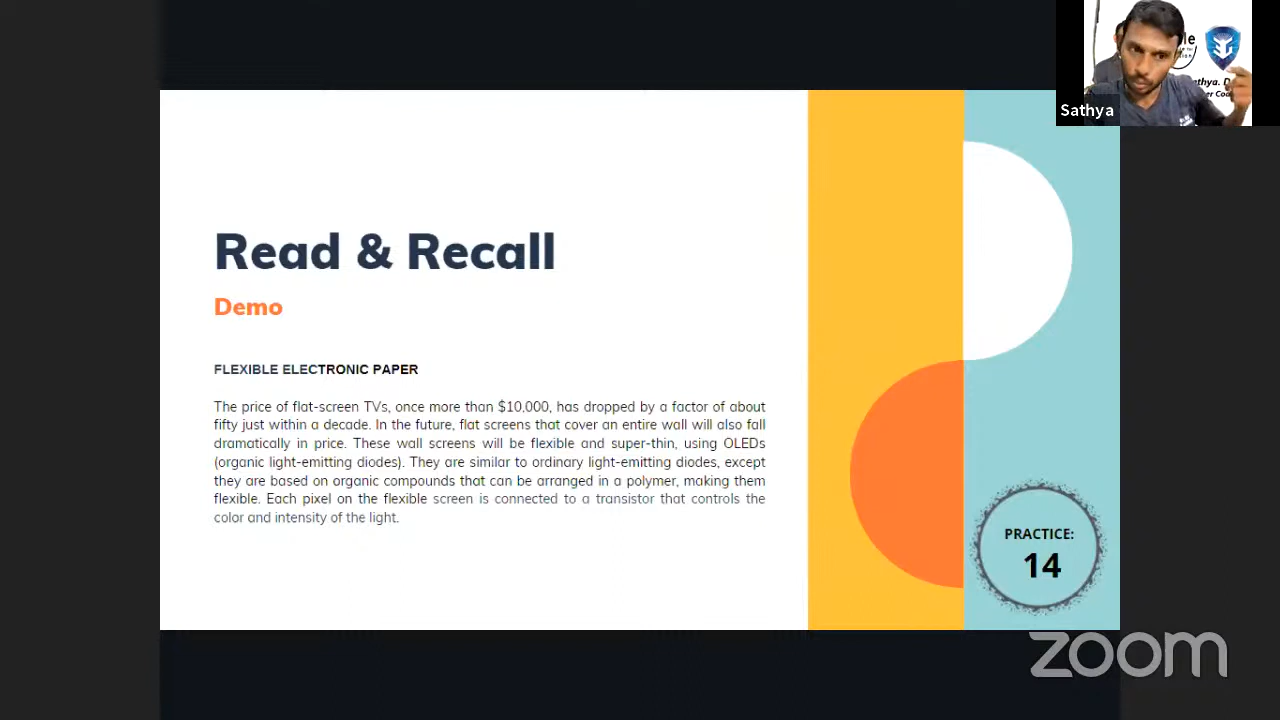 Sathya
Read & Recall
Demo
FLEXIBLE ELECTRONIC PAPER
The price of flat-screen TVs, once more than $10,000, has dropped by a factor of about
fifty just within a decade. In the future, flat screens that cover an entire wall will also fall
dramatically in price. These wall screens will be flexible and super-thin, using OLEDs
(organic light-emitting diodes). They are similar to ordinary light-emitting diodes, except
they are based on organic compounds that can be arranged in a polymer, making them
flexible. Each pixel on the flexible screen is connected to a transistor that controls the
color and intensity of the light.
PRACTICE:
14
zoom